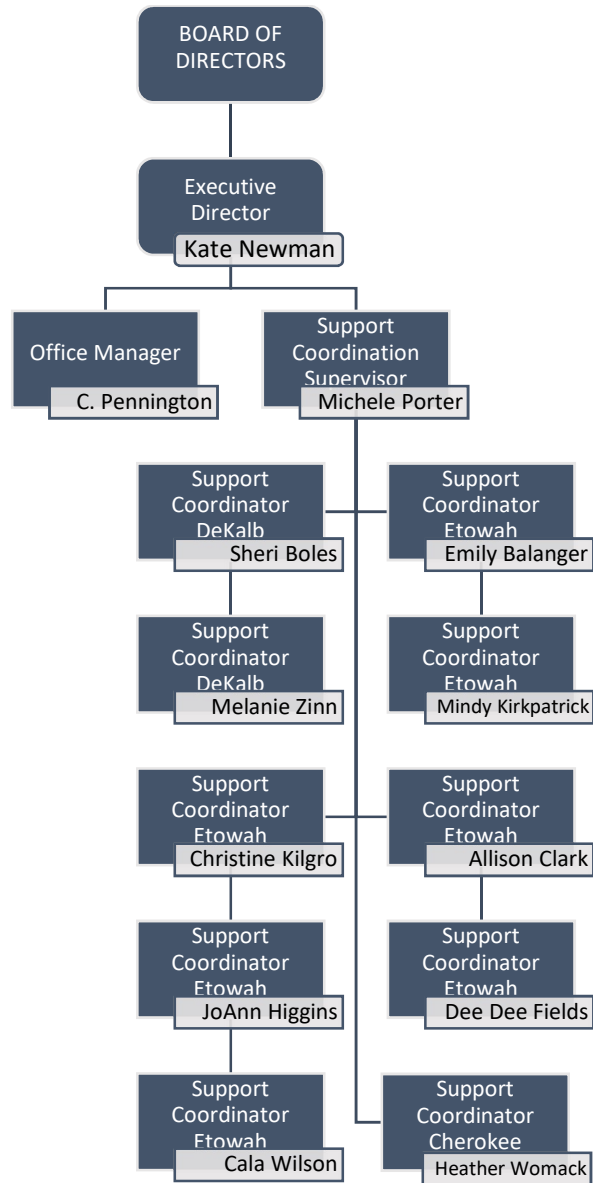 BOARD OF
DIRECTORS
Executive
Director
Kate Newman
Office Manager
C. Pennington
Support
Coordination
Supervisor
Michele Porter
Support
Coordinator
DeKalb
Sheri Boles
Support
Coordinator
Etowah
Emily Balanger
Support
Coordinator
DeKalb
Melanie Zinn
Support
Coordinator
Etowah
Mindy Kirkpatrick
Support
Coordinator
Etowah
Christine Kilgro
Support
Coordinator
Etowah
Allison Clark
Support
Coordinator
Etowah
JoAnn Higgins
Support
Coordinator
Etowah
Dee Dee Fields
Support
Coordinator
Etowah
Cala Wilson
Support
Coordinator
Cherokee
Heather Womack